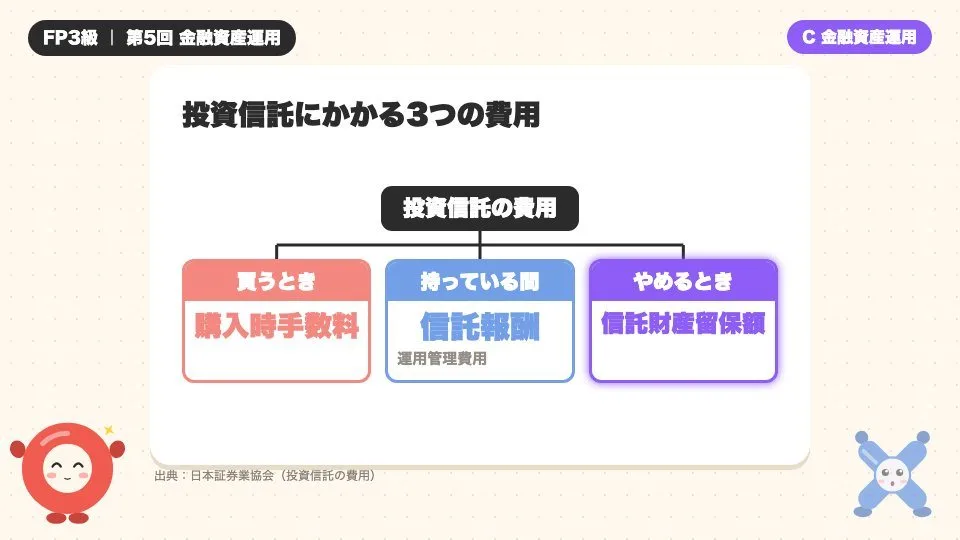 FP3級 | 第5回 金融資産運用
C 金融資産運用
投資信託にかかる3つの費用
投資信託の費用
買うとき
購入時手数料
持っている間
信託報酬
運用管理費用
やめるとき
信託財産留保額
出典：日本証券業協会（投資信託の費用）